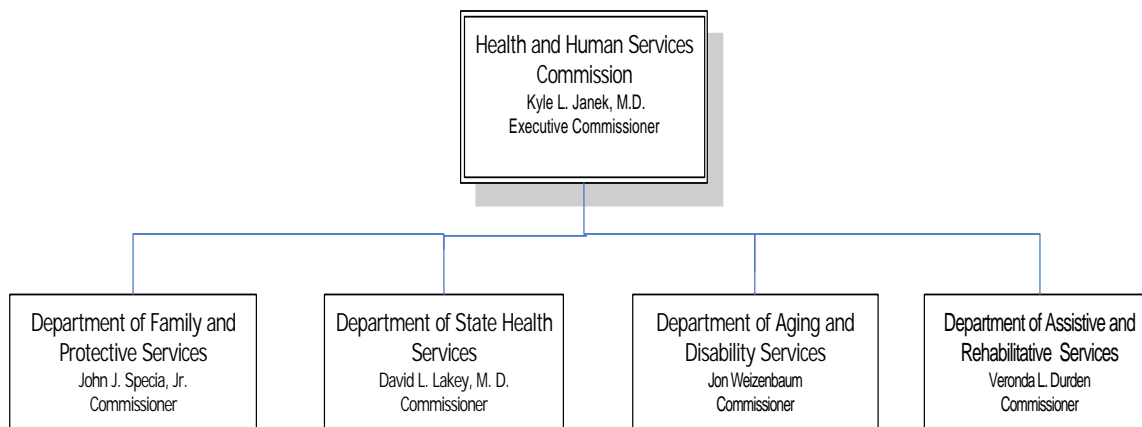 Health and Human Services
Commission
Kyle L. Janek, M.D.
Executive Commissioner
Department of Family and
Protective Services
John J. Specia, Jr.
Commissioner
Department of State Health
Services
David L. Lakey, M. D.
Commissioner
Department of Aging and
Disability Services
Jon Weizenbaum
Commissioner
Department of Assistive and
Rehabilitative Services
Veronda L. Durden
Commissioner